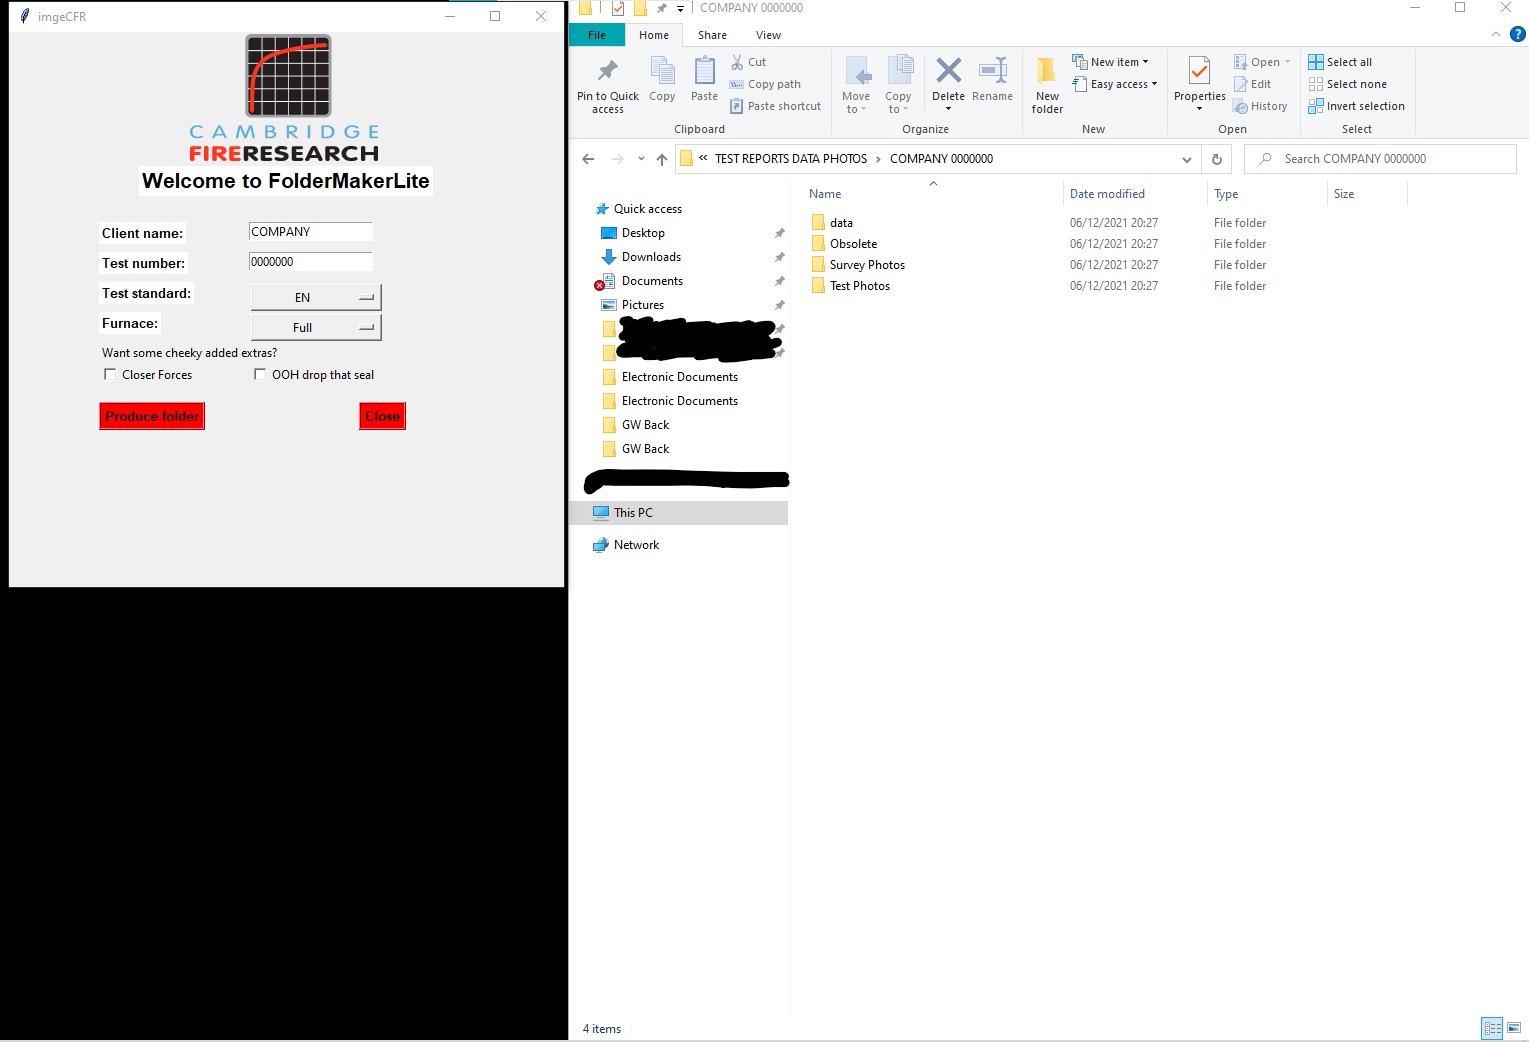 imgeCFR
CAMBRIDGE
FIRERESEARCH
Welcome to FolderMakerLite
Client name: COMPANY
Test number: 0000000
Test standard: EN
Furnace: Full
Want some cheeky added extras?
Closer Forces OOH drop that seal
Produce folder Close
COMPANY 0000000
File Home Share View
Pin to Quick access
Copy
Paste
Cut
Copy path
Paste shortcut
Clipboard
Move to
Copy to
Delete
Rename
Organize
New folder
New item
Easy access
New
Properties
Open
Edit
History
Open
Select all
Select none
Invert selection
Select
« TEST REPORTS DATA PHOTOS › COMPANY 0000000
Search COMPANY 0000000
Quick access
Desktop
Downloads
Documents
Pictures
Electronic Documents
Electronic Documents
GW Back
GW Back
This PC
Network
Name Date modified Type Size
data 06/12/2021 20:27 File folder
Obsolete 06/12/2021 20:27 File folder
Survey Photos 06/12/2021 20:27 File folder
Test Photos 06/12/2021 20:27 File folder
4 items